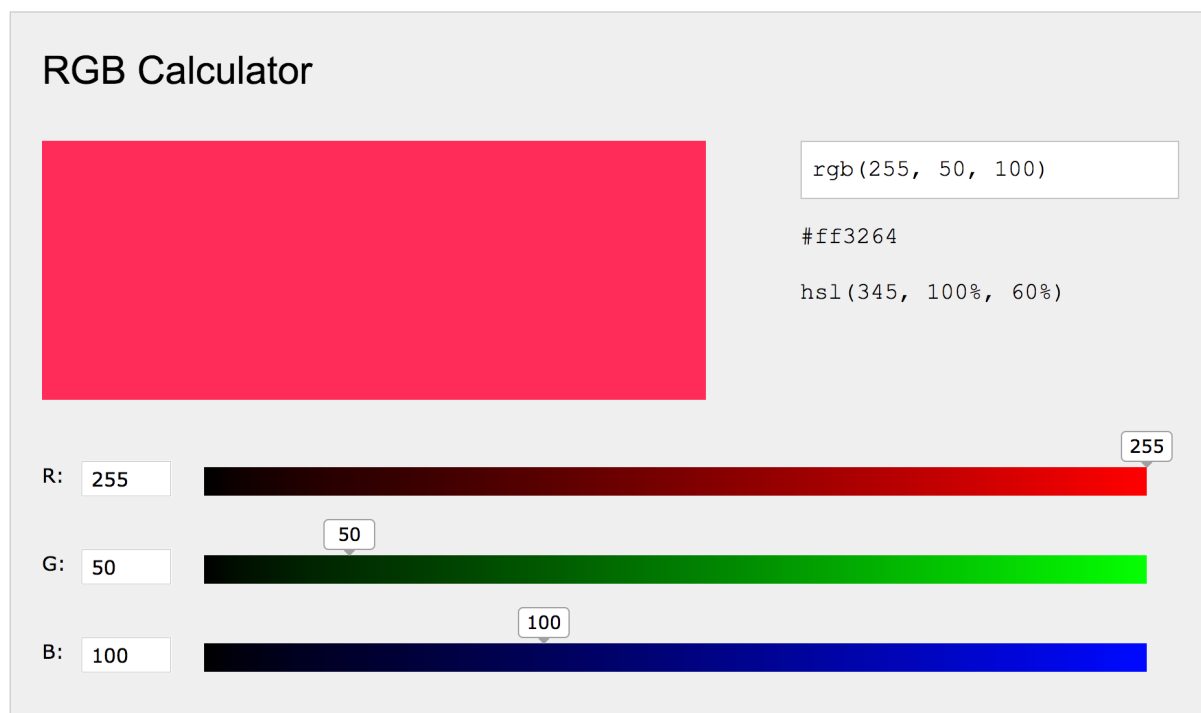 RGB Calculator
rgb(255, 50, 100)
#ff3264
hsl(345, 100%, 60%)
255
R: 255
50
G: 50
100
B: 100